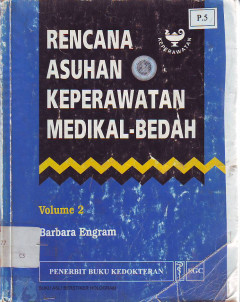 P.5
KEPERAWATAN
RENCANA
ASUHAN
KEPERAWATAN
MEDIKAL-BEDAH
Volume 2
Barbara Engram
PENERBIT BUKU KEDOKTERAN EGC